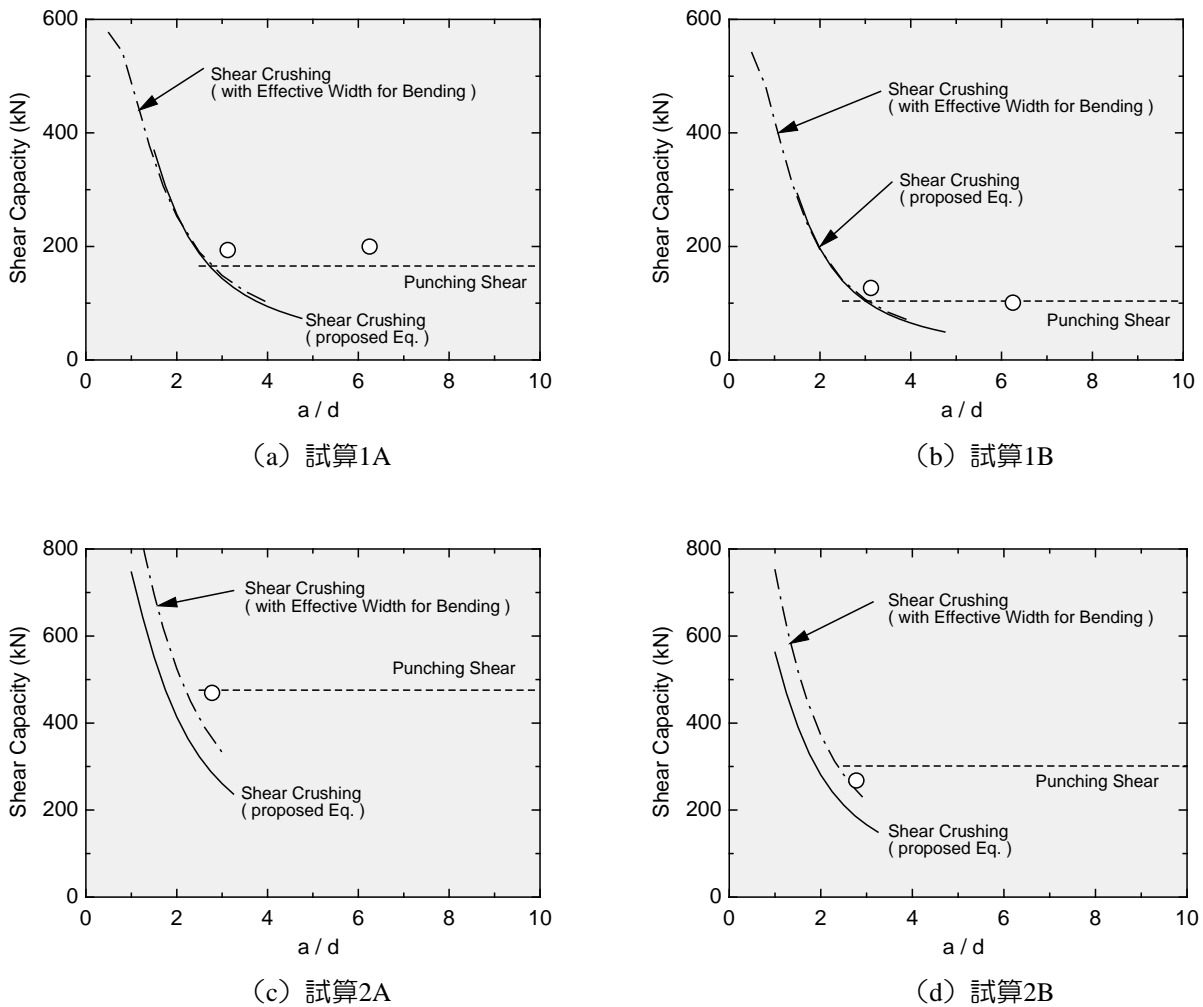 600
400
200
0
Shear Capacity (kN)
Shear Crushing
( with Effective Width for Bending )
Punching Shear
Shear Crushing
( proposed Eq. )
0 2 4 6 8 10
a / d
（a）試算1A
600
400
200
0
Shear Capacity (kN)
Shear Crushing
( with Effective Width for Bending )
Shear Crushing
( proposed Eq. )
Punching Shear
0 2 4 6 8 10
a / d
（b）試算1B
800
600
400
200
0
Shear Capacity (kN)
Shear Crushing
( with Effective Width for Bending )
Punching Shear
Shear Crushing
( proposed Eq. )
0 2 4 6 8 10
a / d
（c）試算2A
800
600
400
200
0
Shear Capacity (kN)
Shear Crushing
( with Effective Width for Bending )
Punching Shear
Shear Crushing
( proposed Eq. )
0 2 4 6 8 10
a / d
（d）試算2B